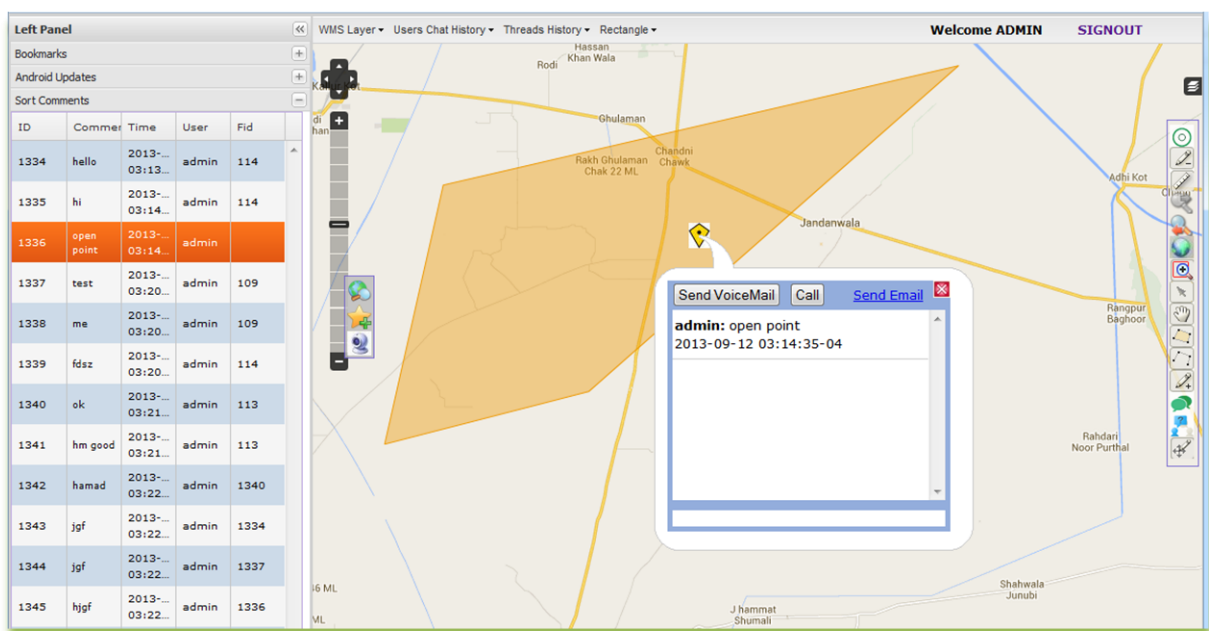 Left Panel
WMS Layer Users Chat History Threads History Rectangle Welcome ADMIN SIGNOUT
Bookmarks
Android Updates
Sort Comments
ID Commer Time User Fid
1334 hello 2013-... 03:13... admin 114
1335 hi 2013-... 03:14... admin 114
1336 open point 2013-... 03:14... admin
1337 test 2013-... 03:20... admin 109
1338 me 2013-... 03:20... admin 109
1339 fdsz 2013-... 03:20... admin 114
1340 ok 2013-... 03:21... admin 113
1341 hm good 2013-... 03:21... admin 113
1342 hamad 2013-... 03:22... admin 1340
1343 jgf 2013-... 03:22... admin 1334
1344 jgf 2013-... 03:22... admin 1337
1345 hjgf 2013-... 03:22... admin 1336
Hassan
Khan Wala
Rodi
Ghulaman
Chandni
Chawk
Rakh Ghulaman
Chak 22 ML
Adhi Kot
Jandanwala
Rangpur
Baghoor
Send VoiceMail Call Send Email
admin: open point
2013-09-12 03:14:35-04
Rahdari
Noor Purthal
Shahwala
Junubi
J hammat
Shumali
ML